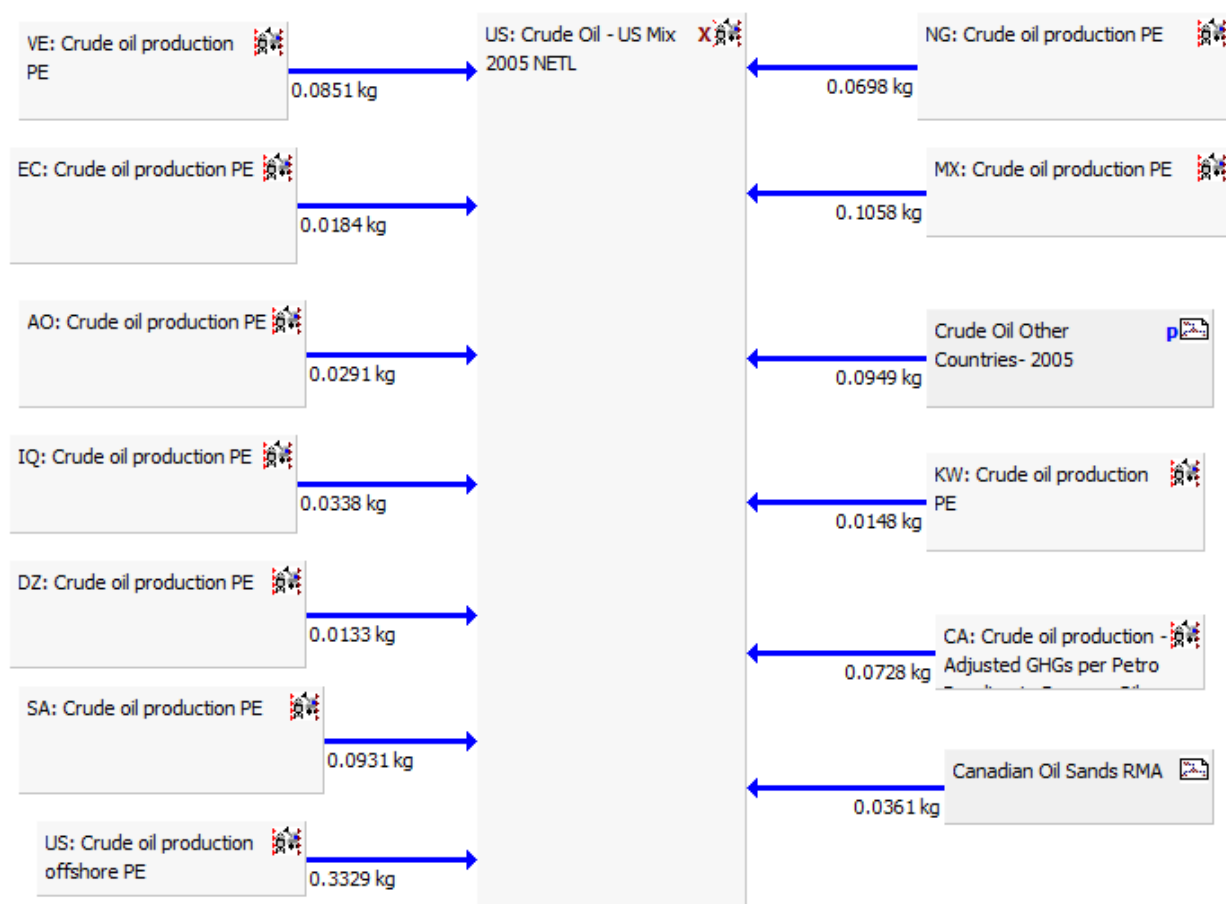 VE: Crude oil production
PE
0.0851 kg
EC: Crude oil production PE
0.0184 kg
AO: Crude oil production PE
0.0291 kg
IQ: Crude oil production PE
0.0338 kg
DZ: Crude oil production PE
0.0133 kg
SA: Crude oil production PE
0.0931 kg
US: Crude oil production
offshore PE
0.3329 kg
US: Crude Oil - US Mix
2005 NETL
X
NG: Crude oil production PE
0.0698 kg
MX: Crude oil production PE
0.1058 kg
Crude Oil Other
Countries- 2005
p
0.0949 kg
KW: Crude oil production
PE
0.0148 kg
CA: Crude oil production -
Adjusted GHGs per Petro
0.0728 kg
Canadian Oil Sands RMA
0.0361 kg